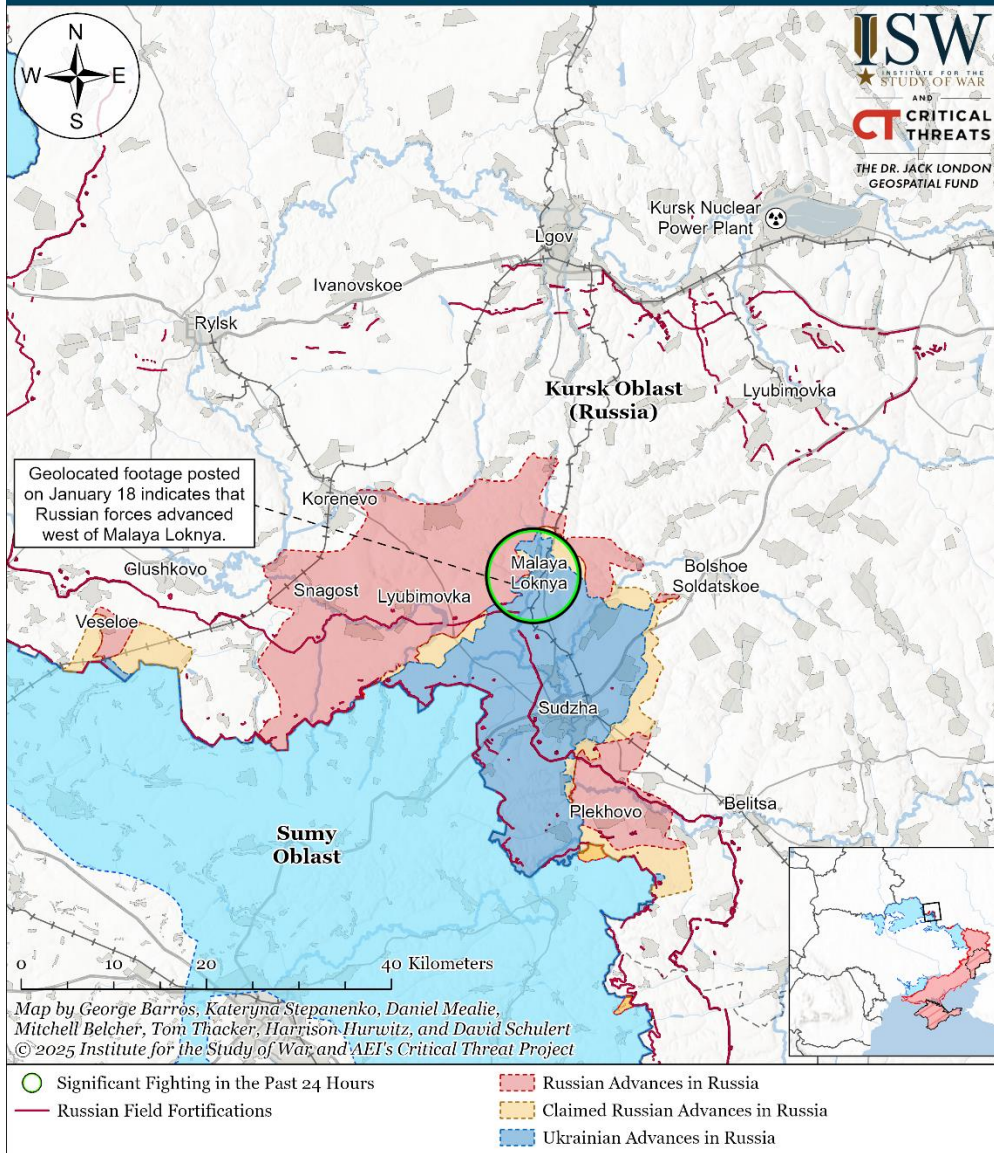 N
W E
S
ISW
INSTITUTE FOR THE
STUDY OF WAR
AND
CT CRITICAL
THREATS
THE DR. JACK LONDON
GEOSPATIAL FUND
Kursk Nuclear
Power Plant
Lgov
Ivanovskoe
Rylsk
Kursk Oblast
(Russia)
Lyubimovka
Geolocated footage posted
on January 18 indicates that
Russian forces advanced
west of Malaya Loknya.
Korenevo
Glushkovo
Malaya
Loknya
Bolshoe
Soldatskoe
Snagost
Lyubimovka
Veseloe
Sudzha
Plekhovo
Belitsa
Sumy
Oblast
0 10 20 40 Kilometers
Map by George Barros, Kateryna Stepanenko, Daniel Mealie,
Mitchell Belcher, Tom Thacker, Harrison Hurwitz, and David Schulert
© 2025 Institute for the Study of War and AEI's Critical Threat Project
Significant Fighting in the Past 24 Hours
Russian Field Fortifications
Russian Advances in Russia
Claimed Russian Advances in Russia
Ukrainian Advances in Russia